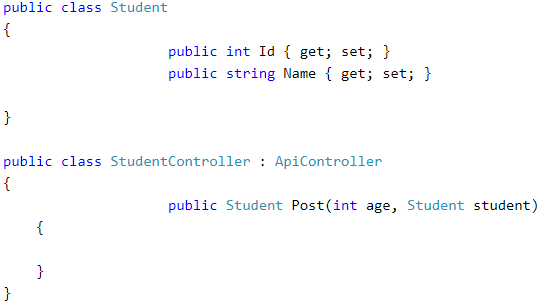 public class Student
{
public int Id { get; set; }
public string Name { get; set; }
}
public class StudentController : ApiController
{
public Student Post(int age, Student student)
{
}
}